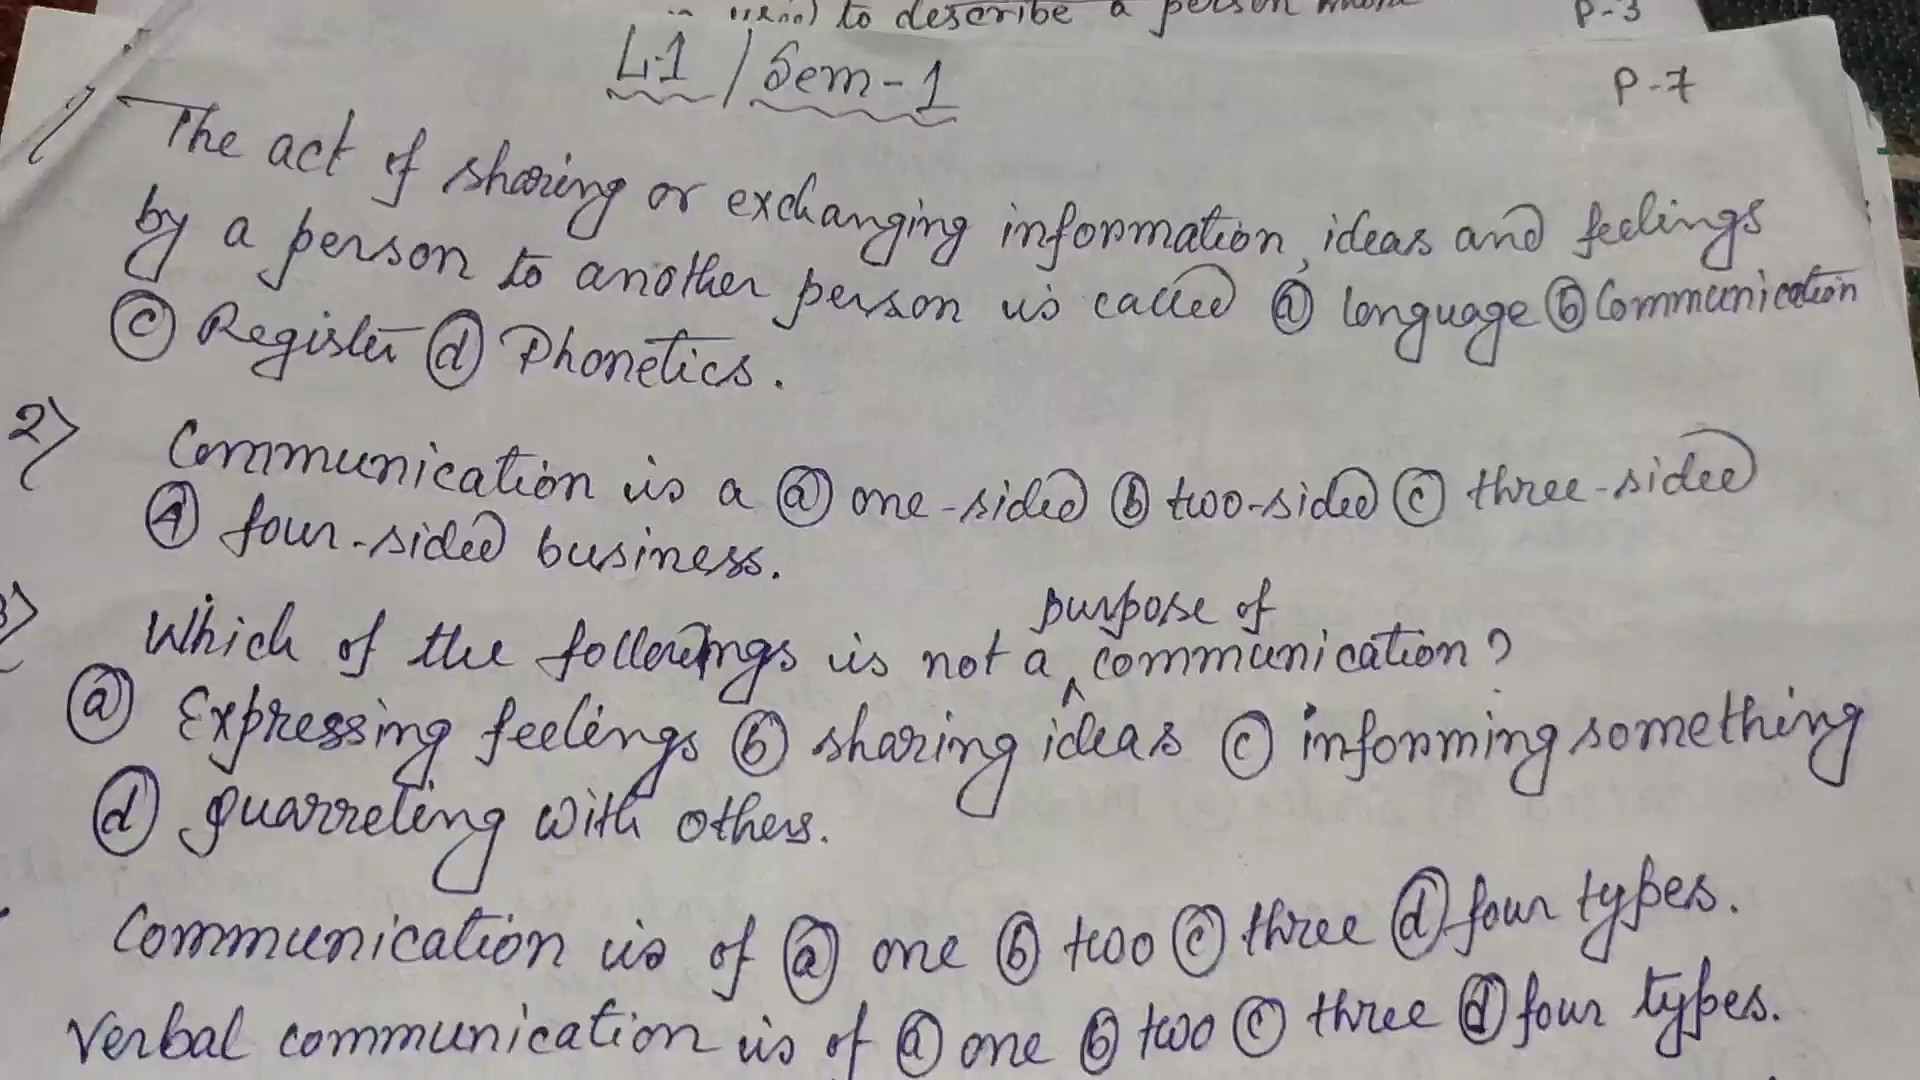 to describe a person
P-3
L-1 / Sem-1
P-7
The act of sharing or exchanging information, ideas and feelings
by a person to another person is called ⓐ language ⓑ Communication
ⓒ Register ⓓ Phonetics.
2) Communication is a ⓐ one-sided ⓑ two-sided ⓒ three-sided
ⓓ four-sided business.
3) Which of the followings is not a purpose of communication?
ⓐ Expressing feelings ⓑ sharing ideas ⓒ informing something
ⓓ quarreling with others.
Communication is of ⓐ one ⓑ two ⓒ three ⓓ four types.
Verbal communication is of ⓐ one ⓑ two ⓒ three ⓓ four types.